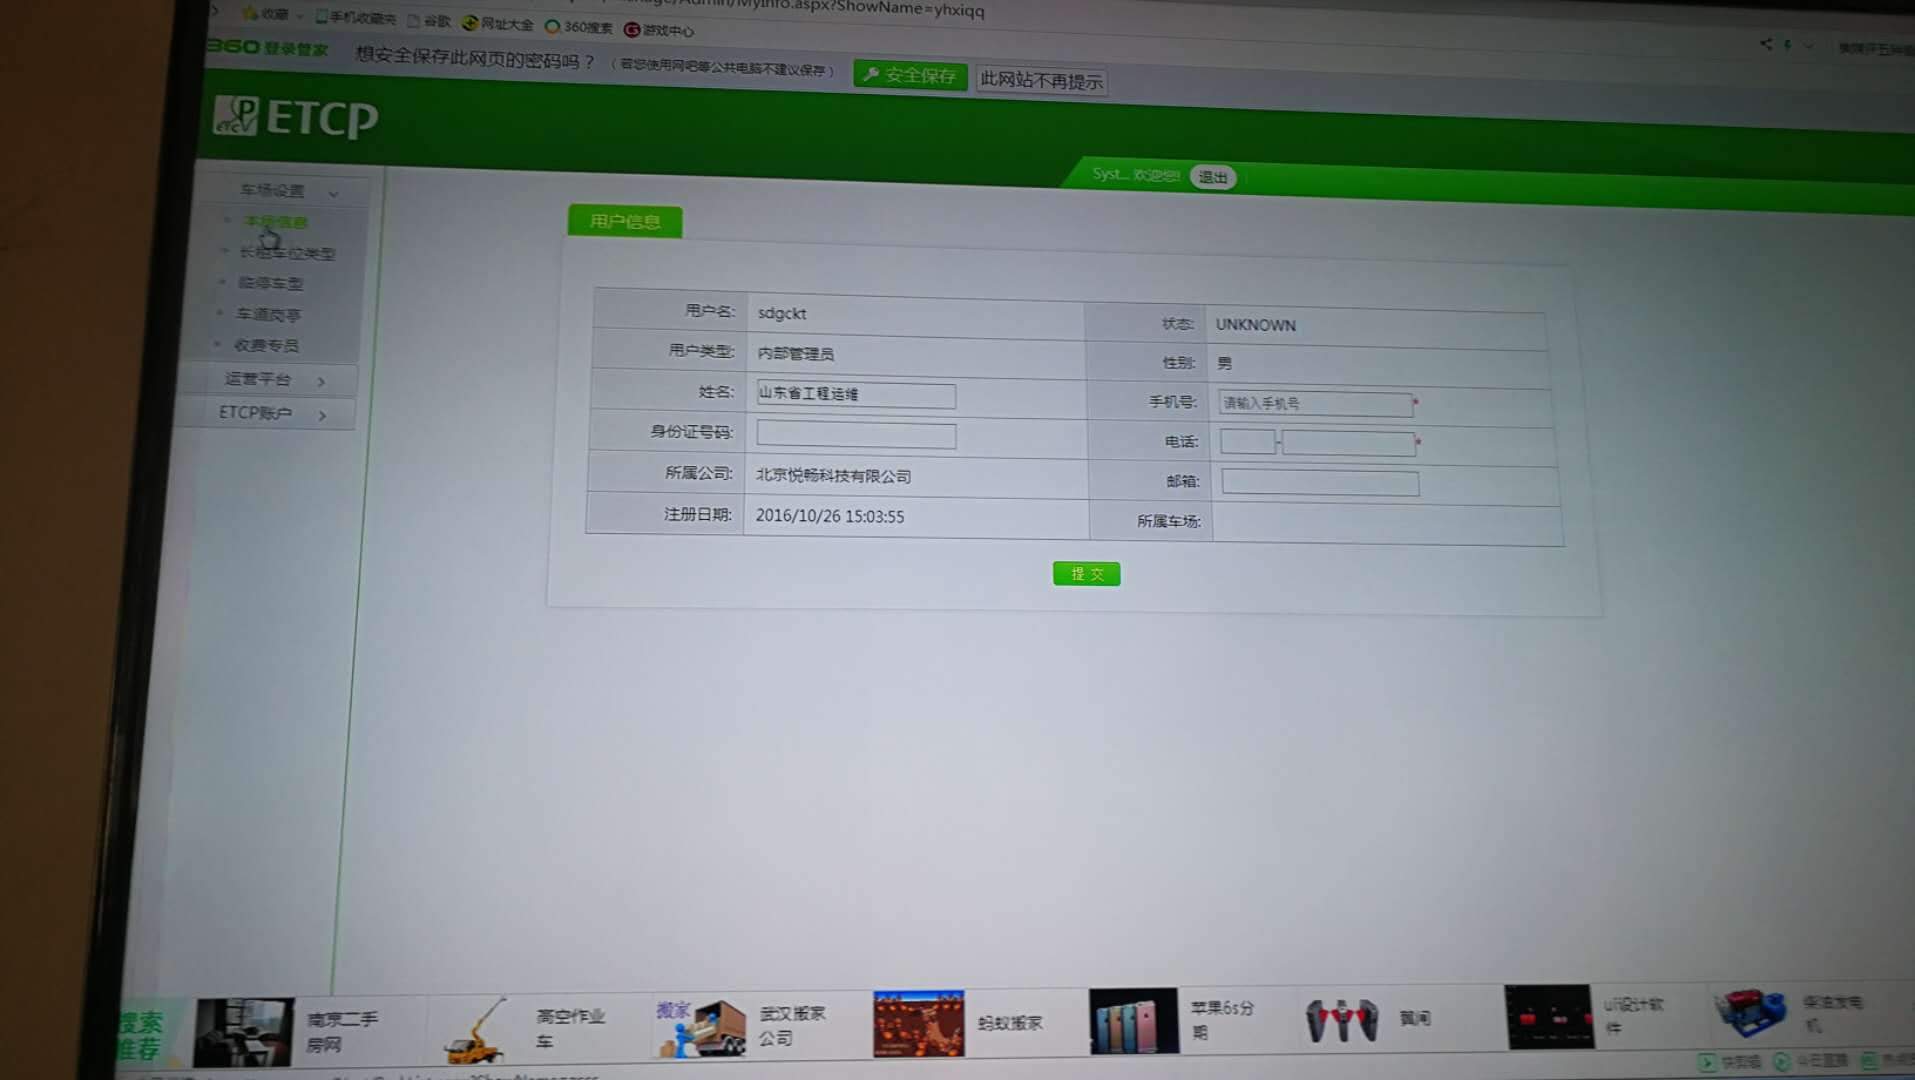 Admin/MyInfo.aspx?ShowName=yhxiqq
收藏 手机收藏夹 谷歌 网址大全 360搜索 游戏中心
360登录管家 想安全保存此网页的密码吗？ （若您使用网吧等公共电脑不建议保存） 安全保存 此网站不再提示
ETCP
Syst... 欢迎您! 退出
车场设置
本场信息
长租车位类型
临停车型
车道岗亭
收费专员
运营平台
ETCP账户
用户信息
用户名: sdgckt 状态: UNKNOWN
用户类型: 内部管理员 性别: 男
姓名: 山东省工程运维 手机号: 请输入手机号 *
身份证号码: 电话: - *
所属公司: 北京悦畅科技有限公司 邮箱:
注册日期: 2016/10/26 15:03:55 所属车场:
提 交
搜索
推荐
南京二手
房网
高空作业
车
搬家
武汉搬家
公司
蚂蚁搬家
苹果6s分
期
翼闸
ui设计软
件
柴油发电
机
快剪辑 今日直播